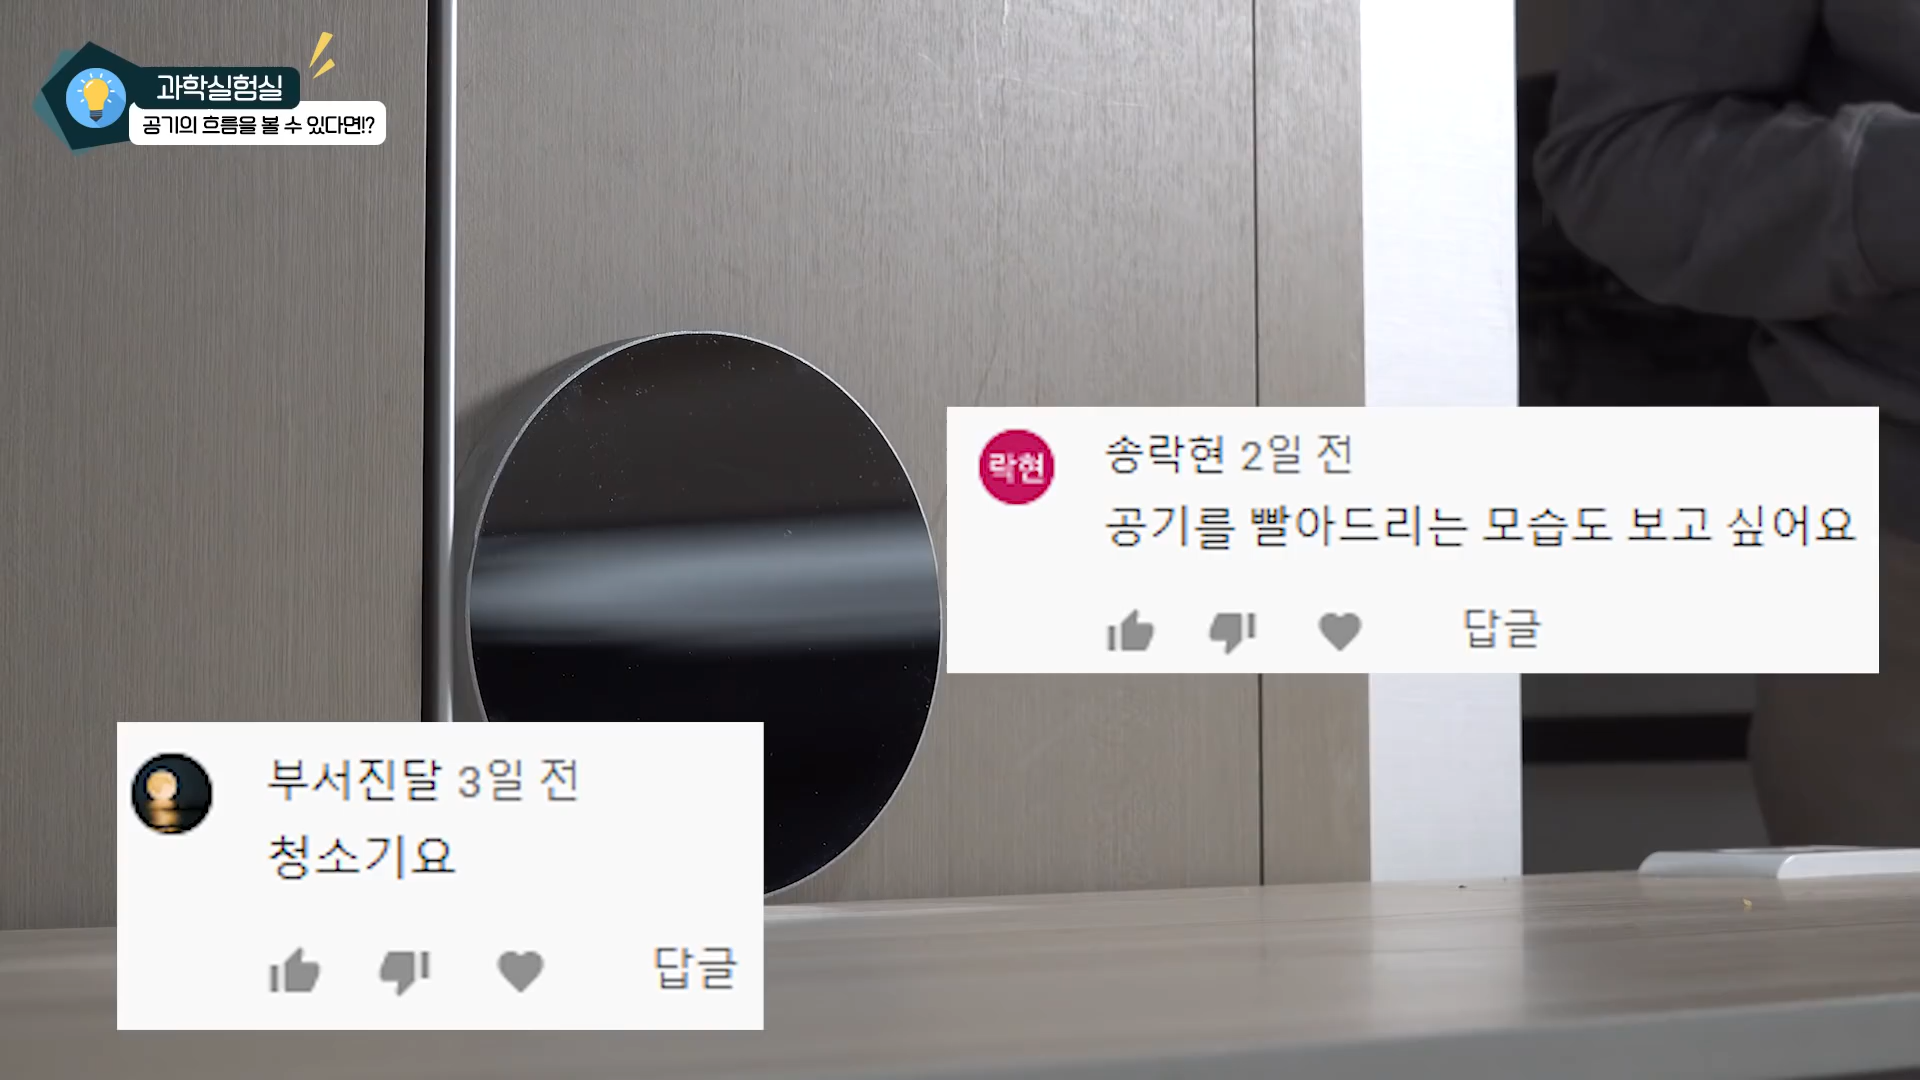 과학실험실
공기의 흐름을 볼 수 있다면!?
락현
송락현 2일 전
공기를 빨아드리는 모습도 보고 싶어요
답글
부서진달 3일 전
청소기요
답글